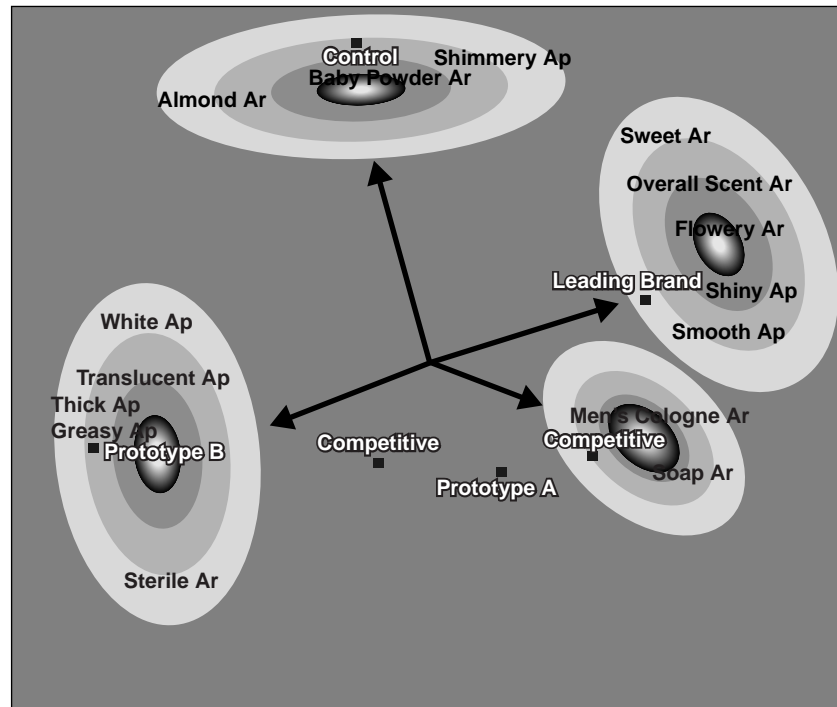 Control
Shimmery Ap
Baby Powder Ar
Almond Ar
Sweet Ar
Overall Scent Ar
Flowery Ar
Leading Brand
Shiny Ap
Smooth Ap
White Ap
Translucent Ap
Thick Ap
Greasy Ap
Prototype B
Sterile Ar
Competitive
Prototype A
Men's Cologne Ar
Competitive
Soap Ar